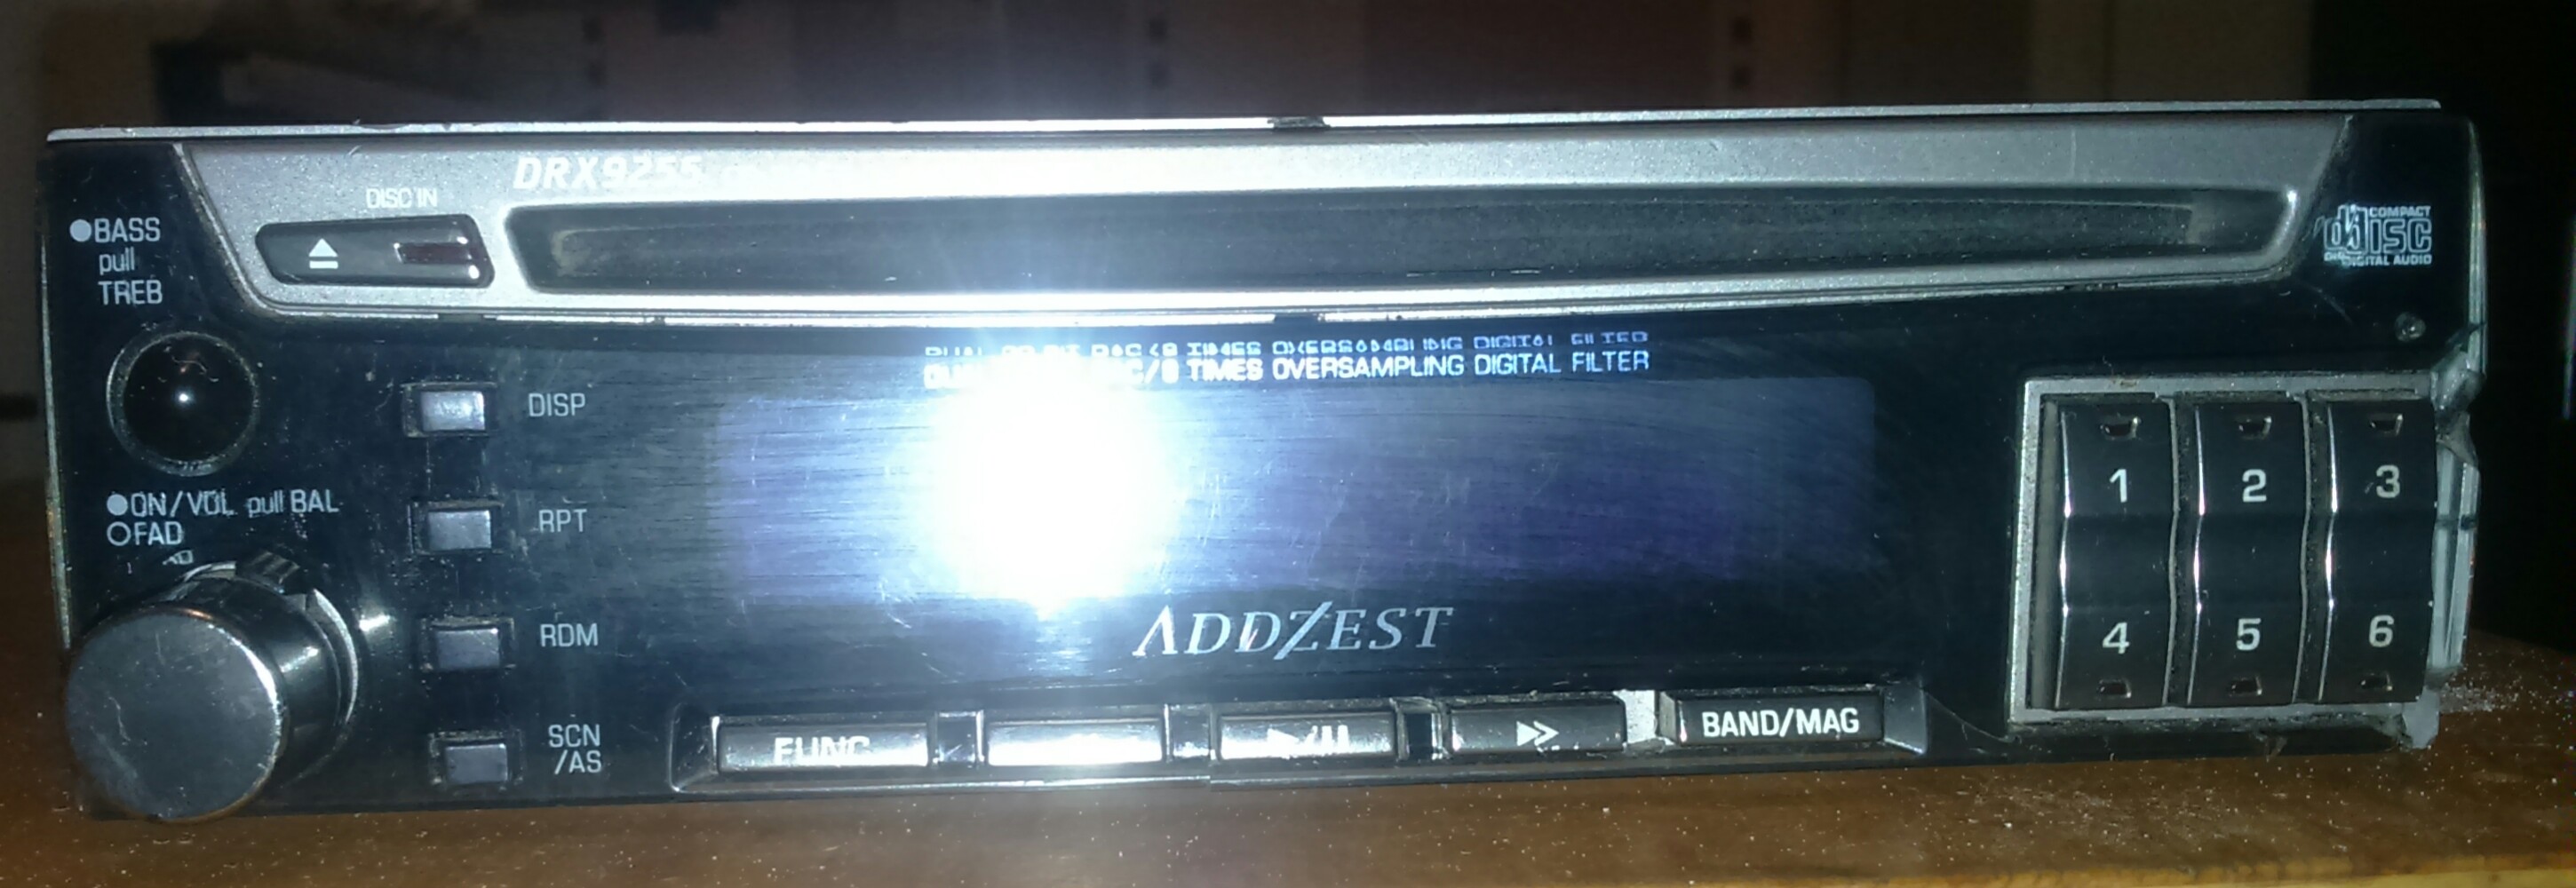 DRX9255
DISC IN
BASS
pull
TREB
COMPACT
disc
DIGITAL AUDIO
TIMES OVERSAMPLING DIGITAL FILTER
DISP
ON/VOL pull BAL
FAD
RPT
RDM
SCN
/AS
ADDZEST
FUNC
BAND/MAG
1 2 3
4 5 6